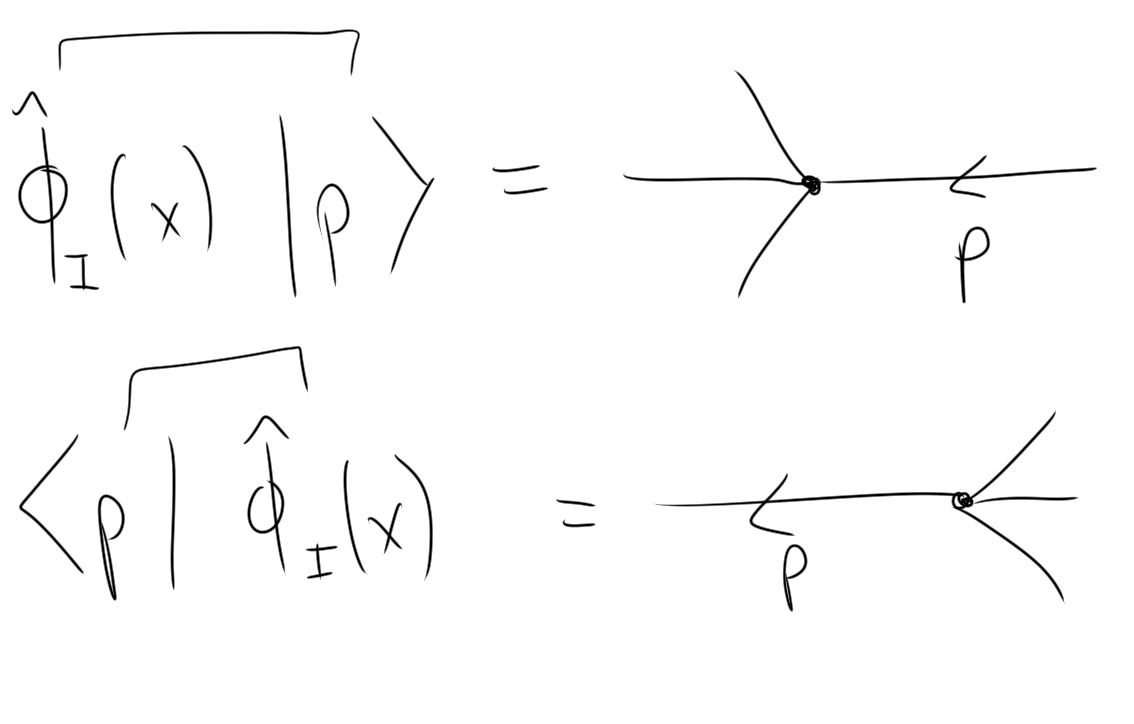 ϕ̂_I(x) |p⟩ = p
⟨p| ϕ̂_I(x) = p